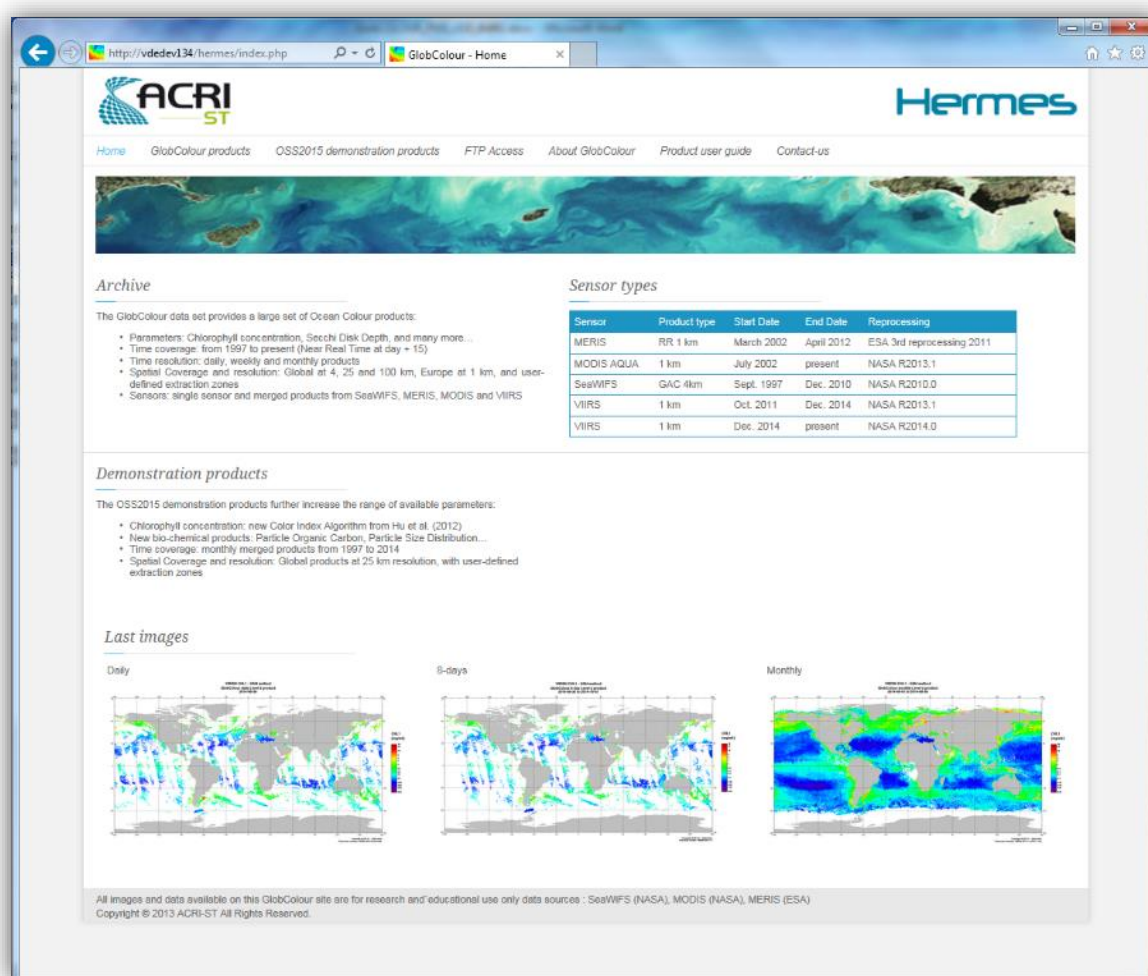 http://vdedev134/hermes/index.php
GlobColour - Home
ACRI
ST
Hermes
Home GlobColour products OSS2015 demonstration products FTP Access About GlobColour Product user guide Contact-us
Archive
The GlobColour data set provides a large set of Ocean Colour products:
• Parameters: Chlorophyll concentration, Secchi Disk Depth, and many more...
• Time coverage: from 1997 to present (Near Real Time at day + 15)
• Time resolution: daily, weekly and monthly products
• Spatial Coverage and resolution: Global at 4, 25 and 100 km, Europe at 1 km, and user-
defined extraction zones
• Sensors: single sensor and merged products from SeaWIFS, MERIS, MODIS and VIIRS
Sensor types
Sensor Product type Start Date End Date Reprocessing
MERIS RR 1 km March 2002 April 2012 ESA 3rd reprocessing 2011
MODIS AQUA 1 km July 2002 present NASA R2013.1
SeaWIFS GAC 4km Sept. 1997 Dec. 2010 NASA R2010.0
VIIRS 1 km Oct. 2011 Dec. 2014 NASA R2013.1
VIIRS 1 km Dec. 2014 present NASA R2014.0
Demonstration products
The OSS2015 demonstration products further increase the range of available parameters:
• Chlorophyll concentration: new Color Index Algorithm from Hu et al. (2012)
• New bio-chemical products: Particle Organic Carbon, Particle Size Distribution...
• Time coverage: monthly merged products from 1997 to 2014
• Spatial Coverage and resolution: Global products at 25 km resolution, with user-defined
extraction zones
Last images
Daily
8-days
Monthly
All images and data available on this GlobColour site are for research and educational use only data sources : SeaWIFS (NASA), MODIS (NASA), MERIS (ESA)
Copyright © 2013 ACRI-ST All Rights Reserved.